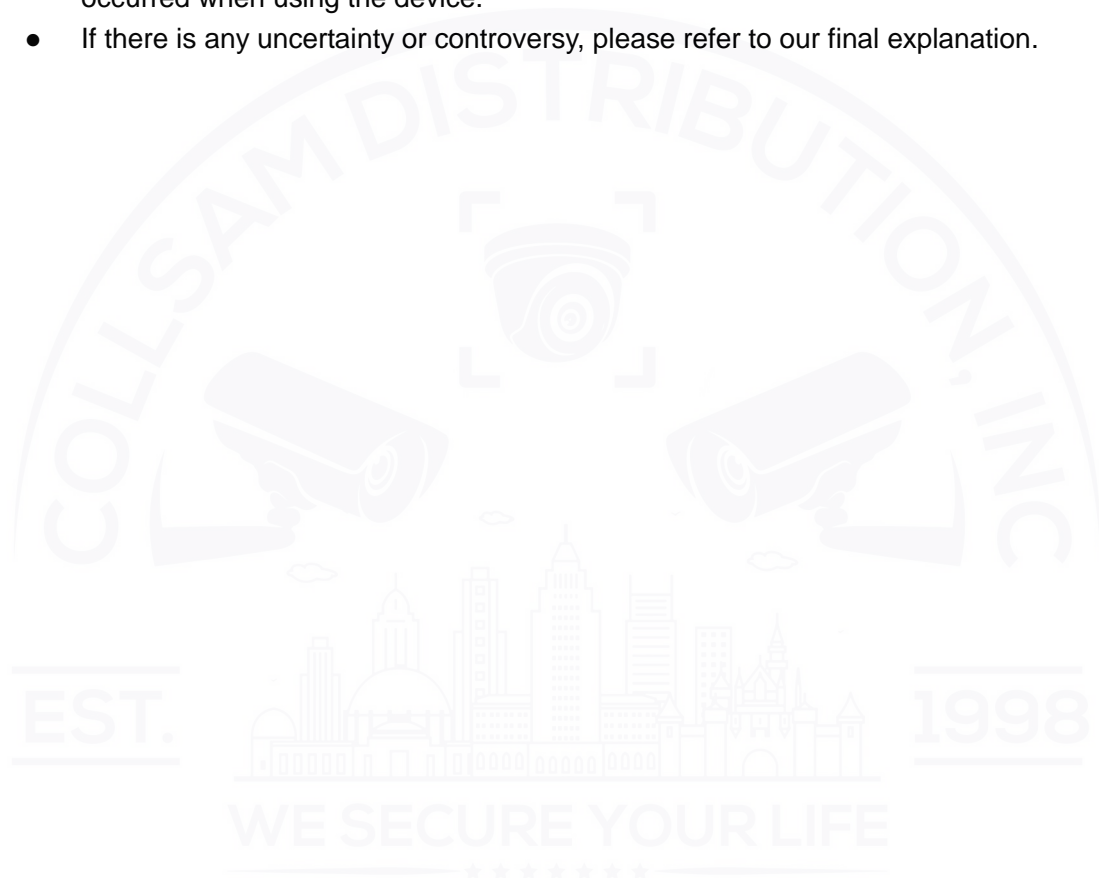 occurred when using the device.
● If there is any uncertainty or controversy, please refer to our final explanation.
COLLSAM DISTRIBUTION, INC
EST. 1998
WE SECURE YOUR LIFE